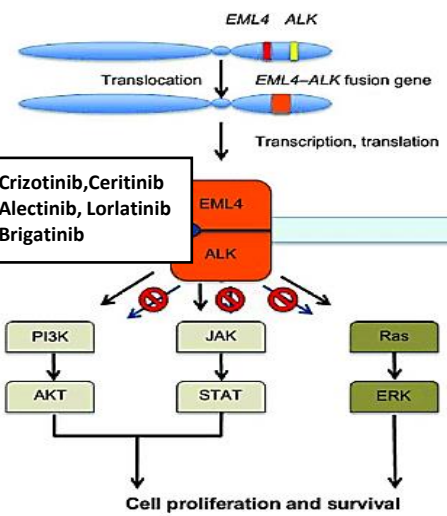 EML4 ALK
Translocation
EML4–ALK fusion gene
Transcription, translation
Crizotinib,Ceritinib
Alectinib, Lorlatinib
Brigatinib
EML4
ALK
PI3K JAK Ras
AKT STAT ERK
Cell proliferation and survival